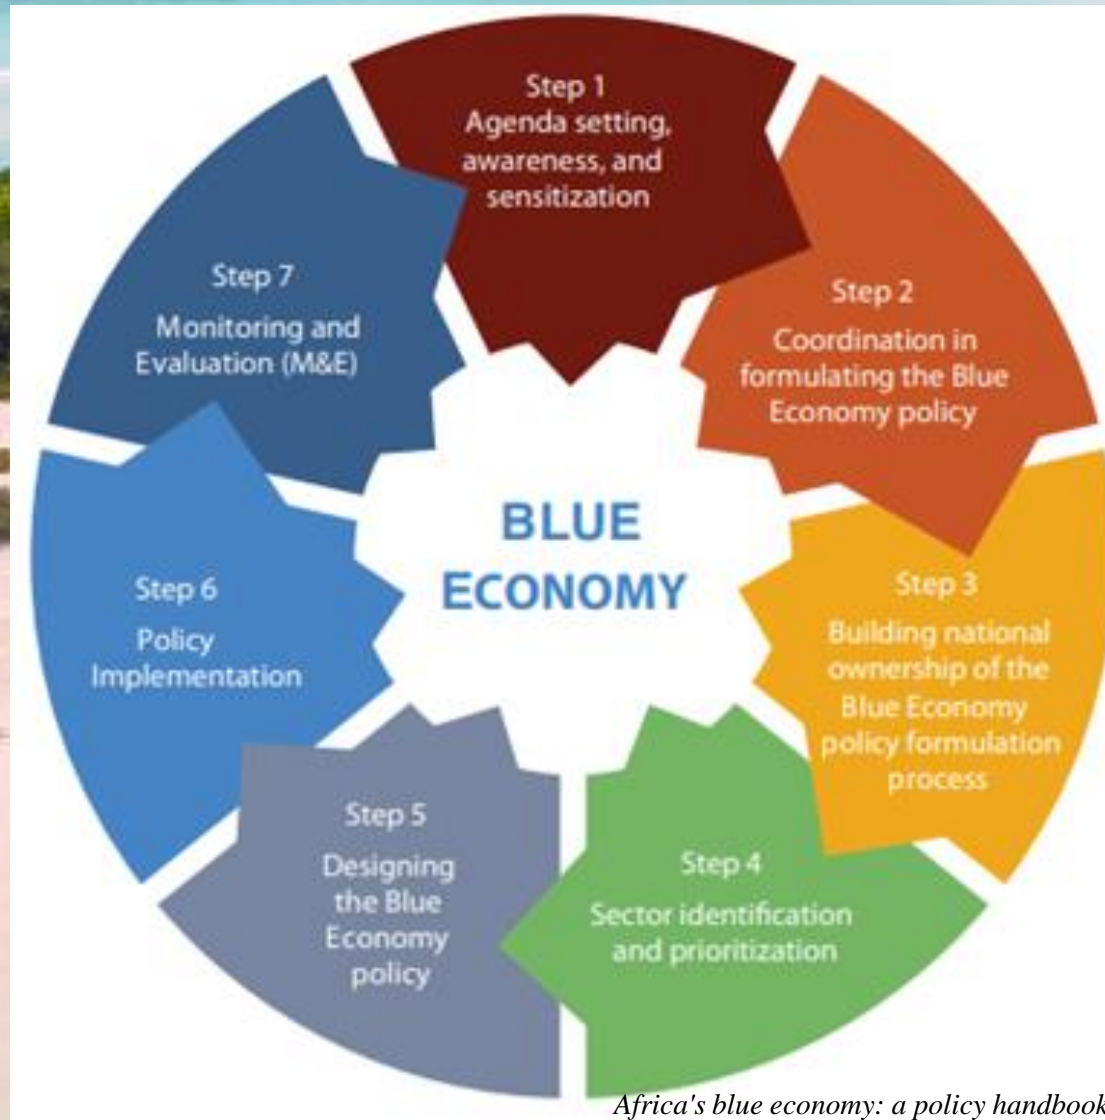 Step 1
Agenda setting,
awareness, and
sensitization
Step 2
Coordination in
formulating the Blue
Economy policy
Step 3
Building national
ownership of the
Blue Economy
policy formulation
process
Step 4
Sector identification
and prioritization
Step 5
Designing
the Blue
Economy
policy
Step 6
Policy
Implementation
Step 7
Monitoring and
Evaluation (M&E)
BLUE
ECONOMY
Africa's blue economy: a policy handbook